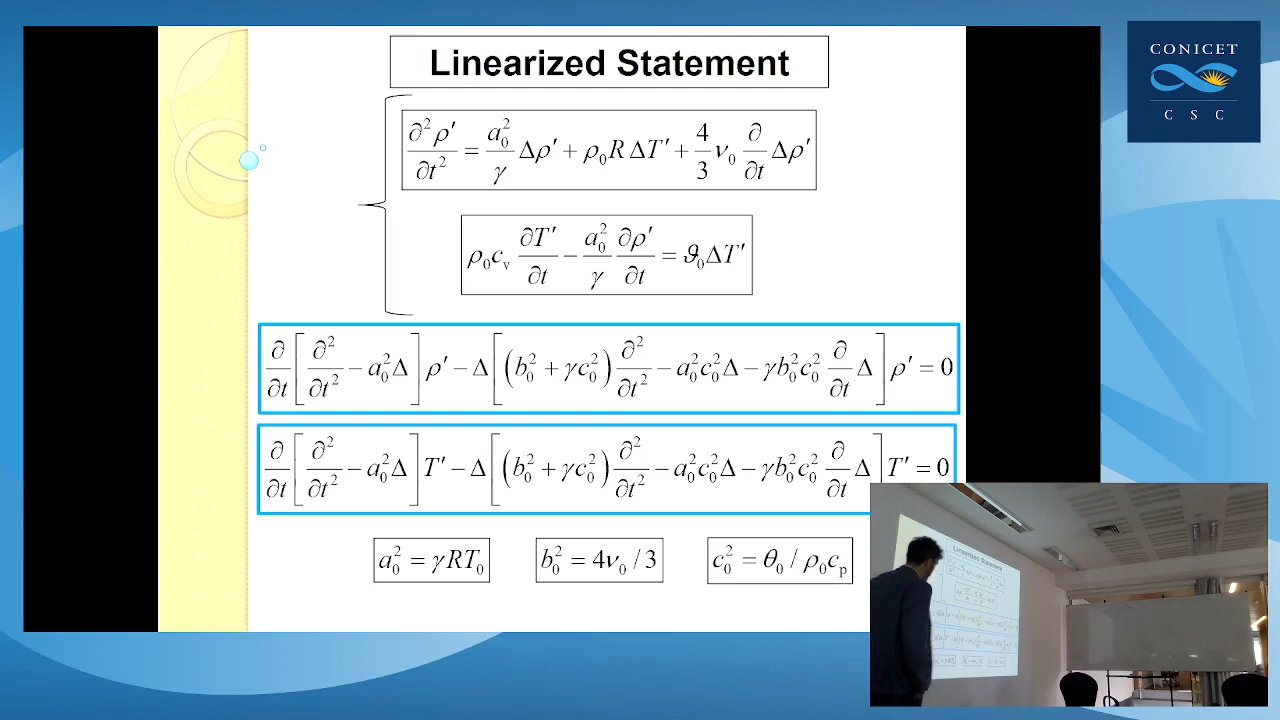 Linearized Statement
∂²ρ′/∂t² = a₀²/γ Δρ′ + ρ₀R ΔT′ + 4/3 ν₀ ∂/∂t Δρ′
ρ₀c_v ∂T′/∂t − a₀²/γ ∂ρ′/∂t = ϑ₀ΔT′
∂/∂t [∂²/∂t² − a₀²Δ] ρ′ − Δ [(b₀² + γc₀²) ∂²/∂t² − a₀²c₀²Δ − γb₀²c₀² ∂/∂t Δ] ρ′ = 0
∂/∂t [∂²/∂t² − a₀²Δ] T′ − Δ [(b₀² + γc₀²) ∂²/∂t² − a₀²c₀²Δ − γb₀²c₀² ∂/∂t Δ] T′ = 0
a₀² = γRT₀
b₀² = 4ν₀ / 3
c₀² = θ₀ / ρ₀c_p
CONICET
C S C
Linearized Statement